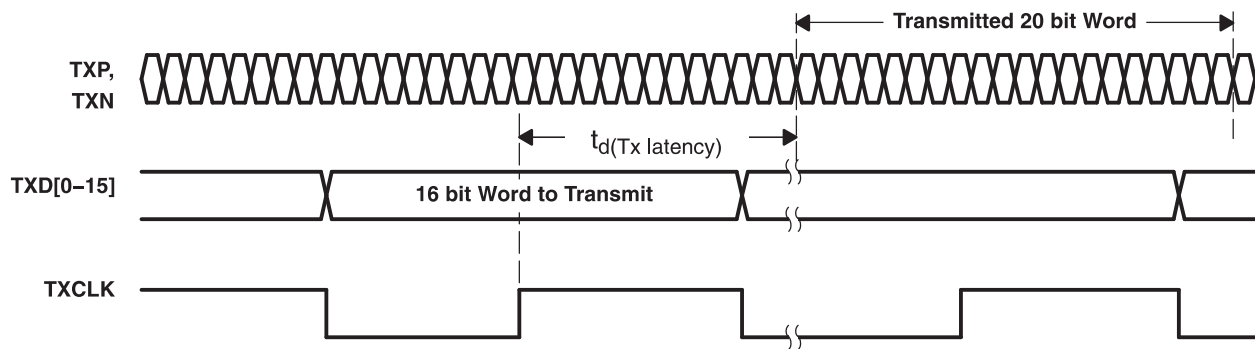 Transmitted 20 bit Word
TXP,
TXN
td(Tx latency)
TXD[0–15]
16 bit Word to Transmit
TXCLK